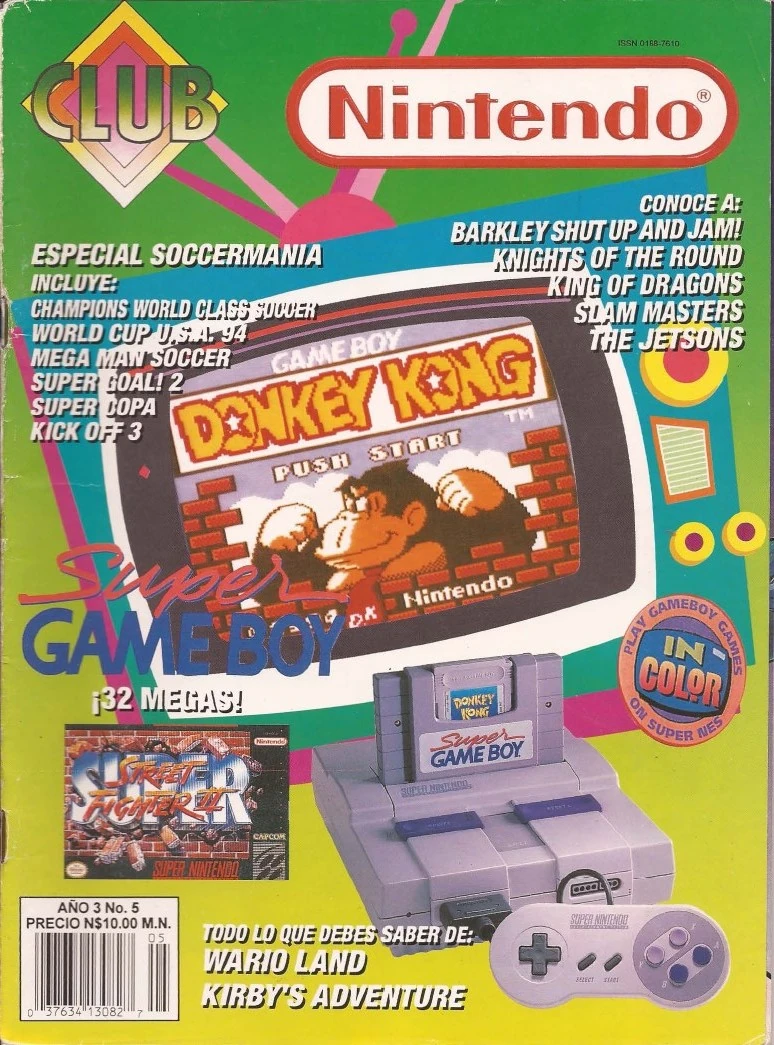 ISSN 0188-7610
CLUB
Nintendo®
CONOCE A:
BARKLEY SHUT UP AND JAM!
KNIGHTS OF THE ROUND
KING OF DRAGONS
SLAM MASTERS
THE JETSONS
ESPECIAL SOCCERMANIA
INCLUYE:
CHAMPIONS WORLD CLASS SOCCER
WORLD CUP U.S.A. 94
MEGA MAN SOCCER
SUPER GOAL! 2
SUPER COPA
KICK OFF 3
GAME BOY
DONKEY KONG
TM
PUSH START
DK
Nintendo
Super
GAME BOY
PLAY GAMEBOY GAMES
IN
COLOR
ON SUPER NES
¡32 MEGAS!
Nintendo
SUPER
STREET
FIGHTER II
CAPCOM
SUPER NINTENDO
DONKEY
KONG
Super
GAME BOY
SUPER NINTENDO
SUPER NINTENDO
SELECT START
X
Y
A
B
AÑO 3 No. 5
PRECIO N$10.00 M.N.
05
0 37634 13082 7
TODO LO QUE DEBES SABER DE:
WARIO LAND
KIRBY'S ADVENTURE